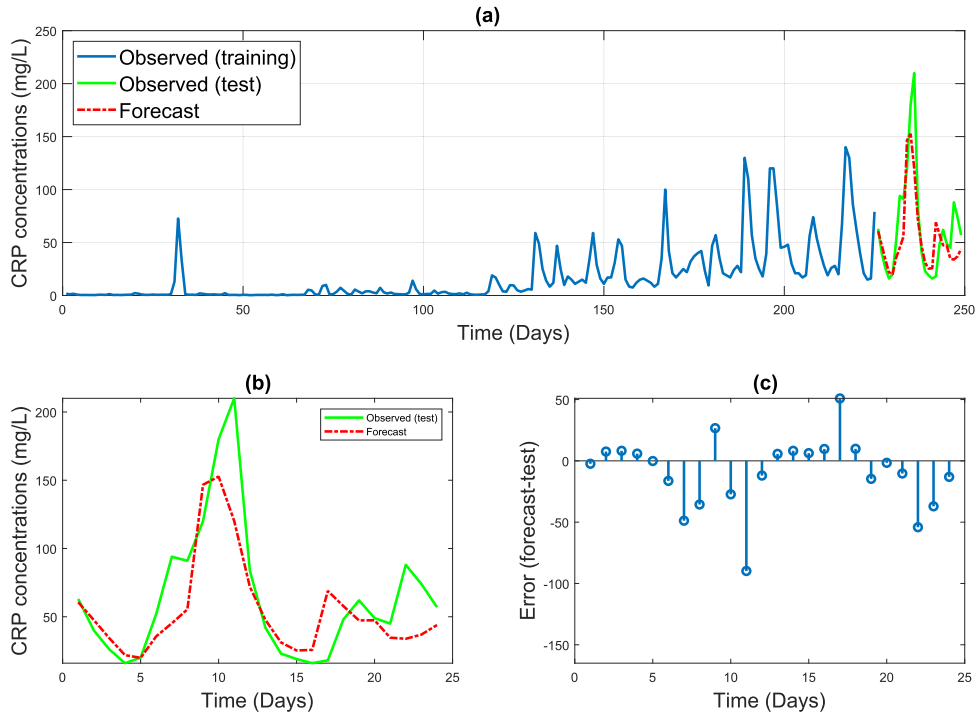 (a)
CRP concentrations (mg/L)
250
200
150
100
50
0
Observed (training)
Observed (test)
Forecast
0
50
100
150
200
250
Time (Days)
(b)
CRP concentrations (mg/L)
200
150
100
50
Observed (test)
Forecast
0
5
10
15
20
25
Time (Days)
(c)
Error (forecast-test)
50
0
-50
-100
-150
0
5
10
15
20
25
Time (Days)